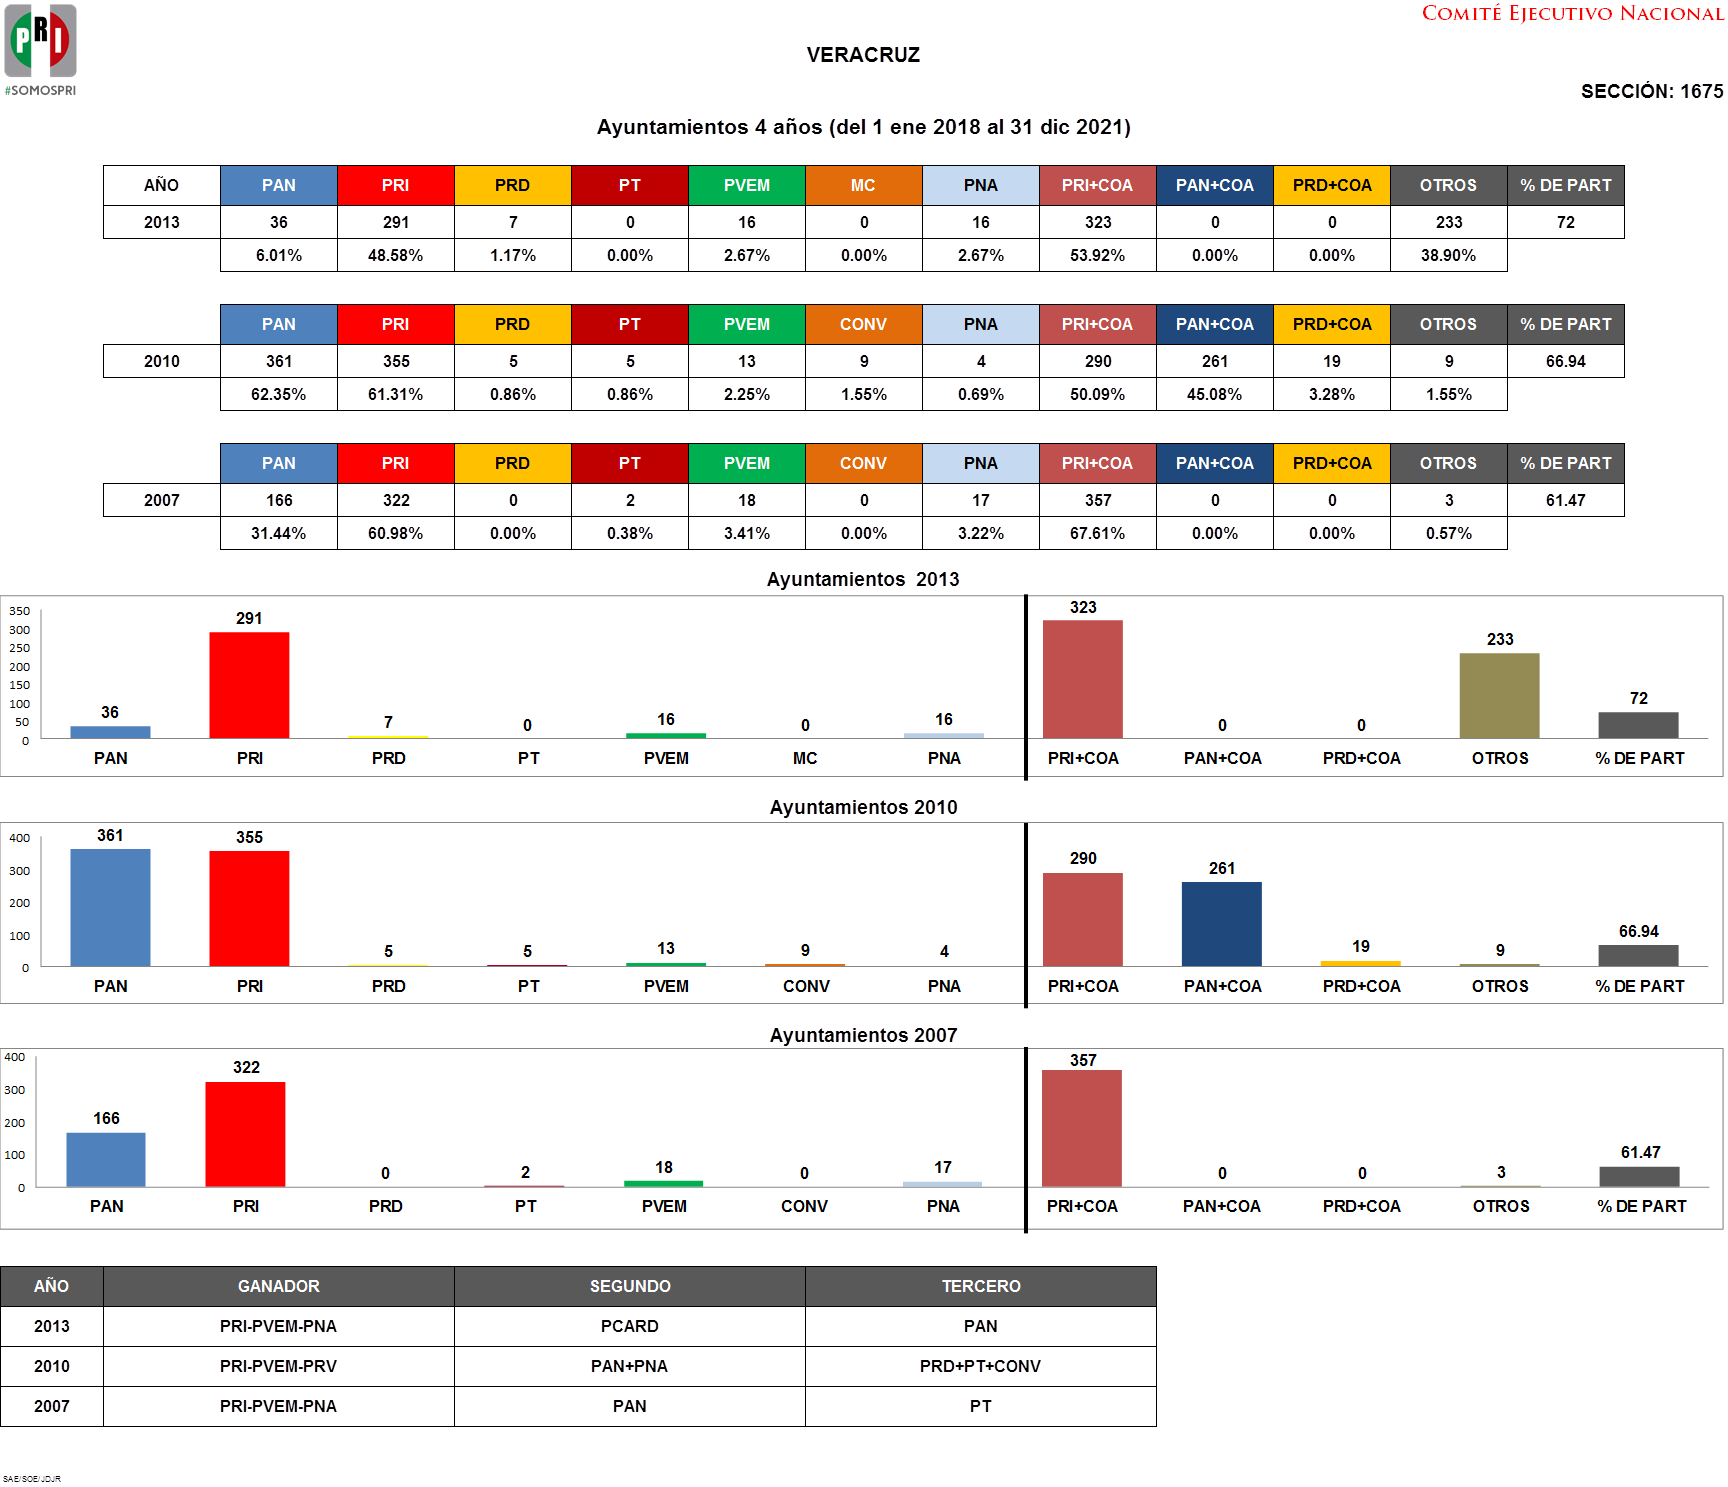 PRI
#SOMOSPRI
COMITÉ EJECUTIVO NACIONAL
VERACRUZ
SECCIÓN: 1675
Ayuntamientos 4 años (del 1 ene 2018 al 31 dic 2021)
AÑO PAN PRI PRD PT PVEM MC PNA PRI+COA PAN+COA PRD+COA OTROS % DE PART
2013 36 291 7 0 16 0 16 323 0 0 233 72
6.01% 48.58% 1.17% 0.00% 2.67% 0.00% 2.67% 53.92% 0.00% 0.00% 38.90%
PAN PRI PRD PT PVEM CONV PNA PRI+COA PAN+COA PRD+COA OTROS % DE PART
2010 361 355 5 5 13 9 4 290 261 19 9 66.94
62.35% 61.31% 0.86% 0.86% 2.25% 1.55% 0.69% 50.09% 45.08% 3.28% 1.55%
PAN PRI PRD PT PVEM CONV PNA PRI+COA PAN+COA PRD+COA OTROS % DE PART
2007 166 322 0 2 18 0 17 357 0 0 3 61.47
31.44% 60.98% 0.00% 0.38% 3.41% 0.00% 3.22% 67.61% 0.00% 0.00% 0.57%
Ayuntamientos 2013
350
300
250
200
150
100
50
0
36 291 7 0 16 0 16 323 0 0 233 72
PAN PRI PRD PT PVEM MC PNA PRI+COA PAN+COA PRD+COA OTROS % DE PART
Ayuntamientos 2010
400
300
200
100
0
361 355 5 5 13 9 4 290 261 19 9 66.94
PAN PRI PRD PT PVEM CONV PNA PRI+COA PAN+COA PRD+COA OTROS % DE PART
Ayuntamientos 2007
400
300
200
100
0
166 322 0 2 18 0 17 357 0 0 3 61.47
PAN PRI PRD PT PVEM CONV PNA PRI+COA PAN+COA PRD+COA OTROS % DE PART
AÑO GANADOR SEGUNDO TERCERO
2013 PRI-PVEM-PNA PCARD PAN
2010 PRI-PVEM-PRV PAN+PNA PRD+PT+CONV
2007 PRI-PVEM-PNA PAN PT
SAE/SOE/JDJR